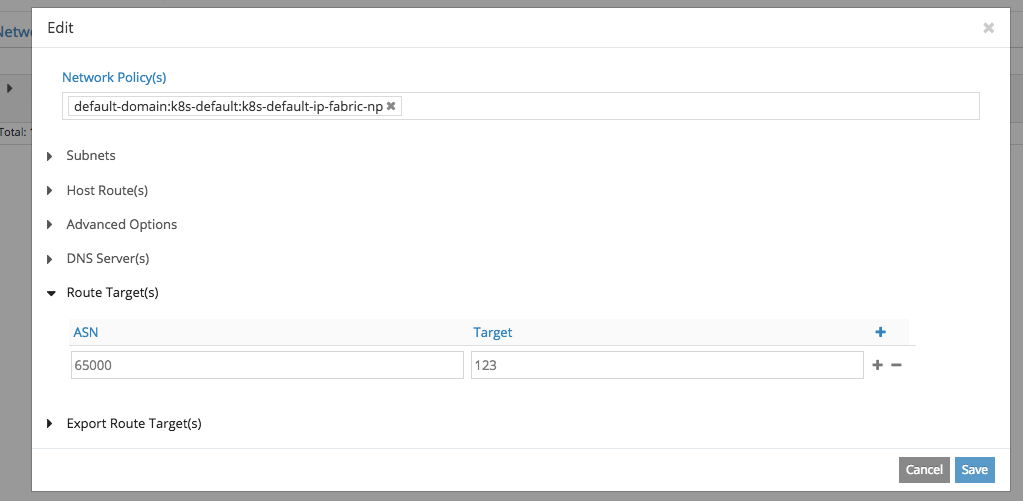 Edit
Network Policy(s)
default-domain:k8s-default:k8s-default-ip-fabric-np
Subnets
Host Route(s)
Advanced Options
DNS Server(s)
Route Target(s)
ASN Target
65000 123
Export Route Target(s)
Cancel Save
Total: